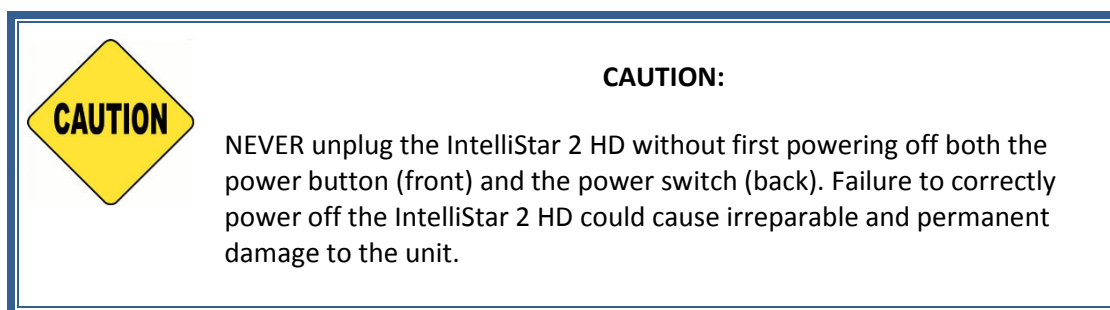 CAUTION
CAUTION:
NEVER unplug the IntelliStar 2 HD without first powering off both the
power button (front) and the power switch (back). Failure to correctly
power off the IntelliStar 2 HD could cause irreparable and permanent
damage to the unit.